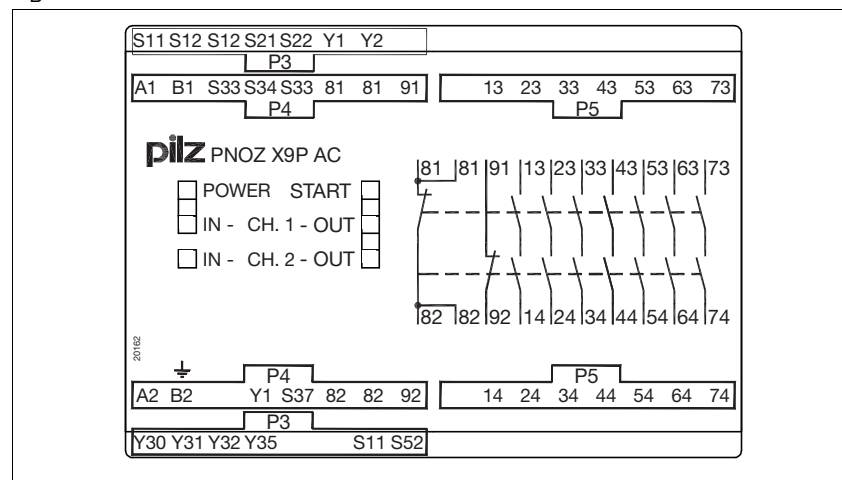 S11 S12 S12 S21 S22 Y1 Y2
P3
A1 B1 S33 S34 S33 81 81 91 13 23 33 43 53 63 73
P4 P5
pilz PNOZ X9P AC
81 81 91 13 23 33 43 53 63 73
POWER START
IN - CH. 1 - OUT
IN - CH. 2 - OUT
82 82 92 14 24 34 44 54 64 74
20162
P4 P5
A2 B2 Y1 S37 82 82 92 14 24 34 44 54 64 74
P3
Y30 Y31 Y32 Y35 S11 S52